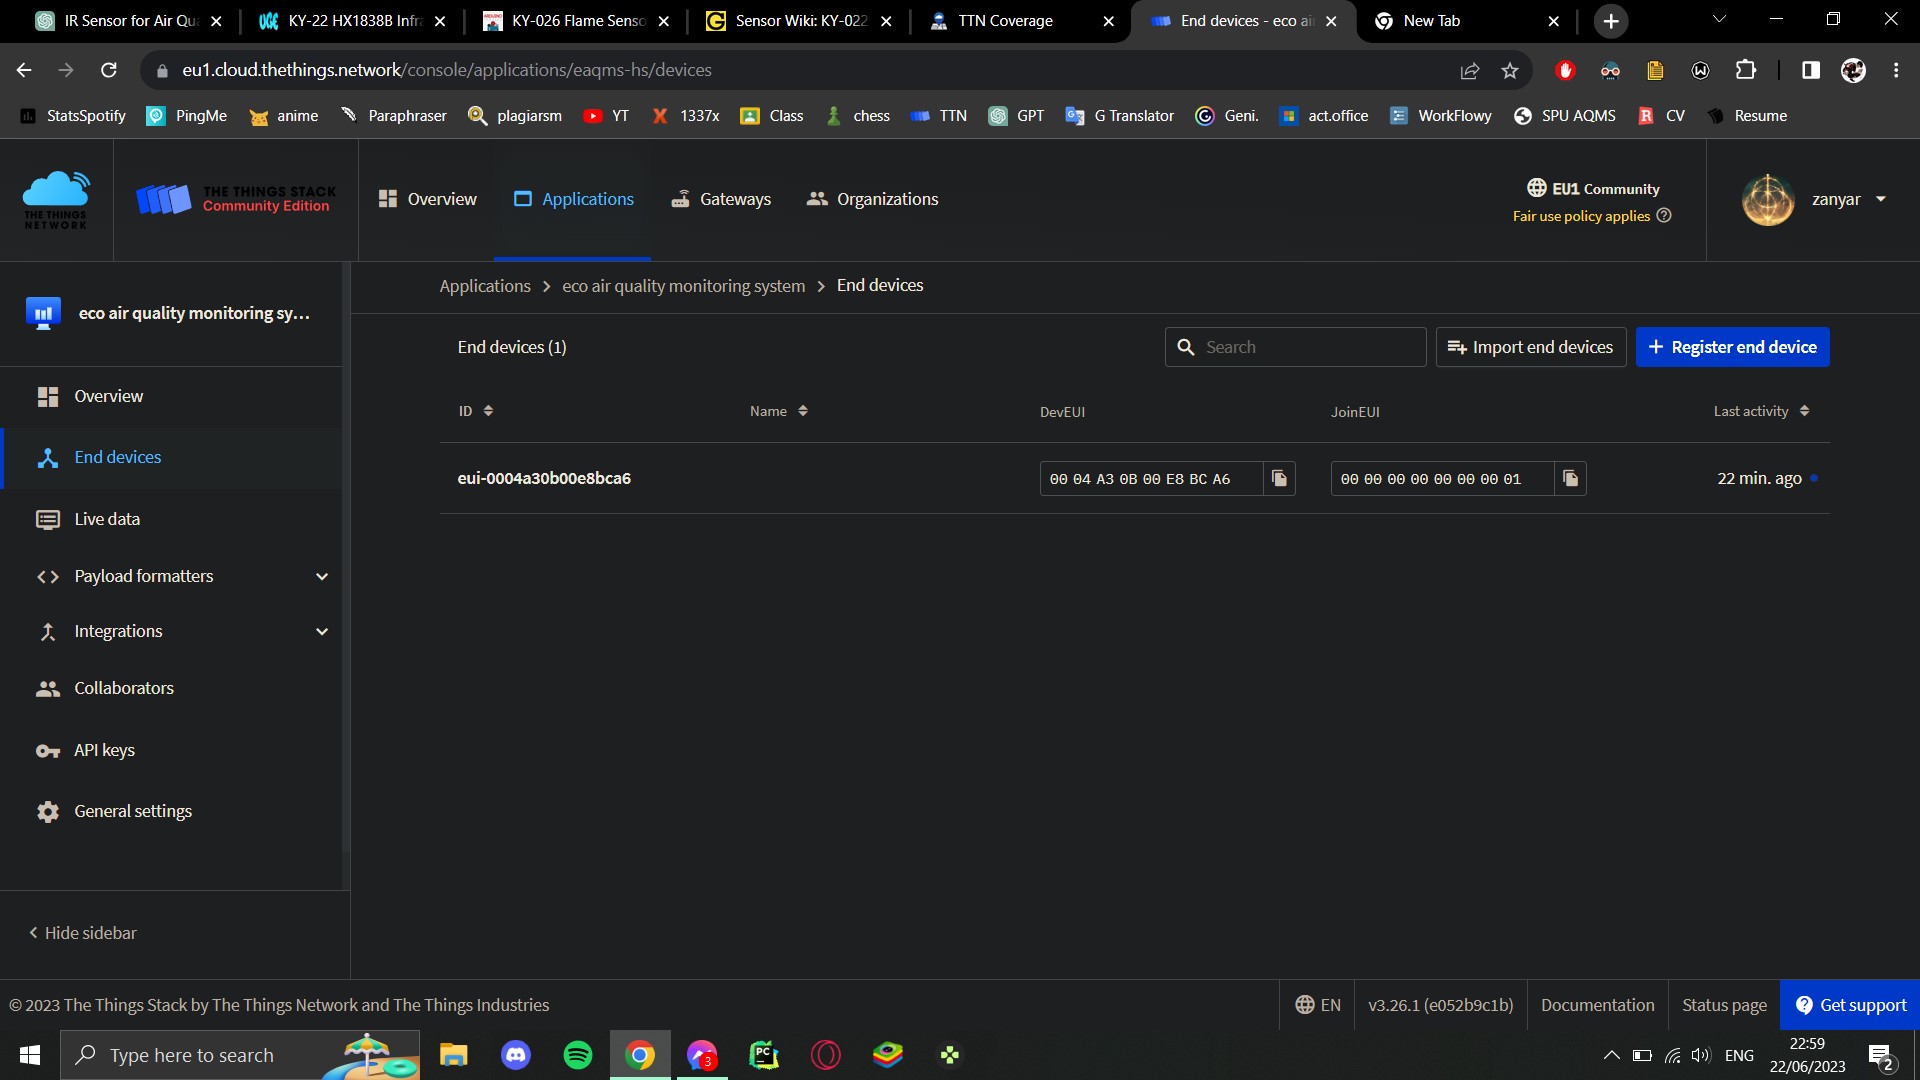 IR Sensor for Air Qu
KY-22 HX1838B Infr
KY-026 Flame Senso
Sensor Wiki: KY-022
TTN Coverage
End devices - eco ai
New Tab
eu1.cloud.thethings.network/console/applications/eaqms-hs/devices
StatsSpotify PingMe anime Paraphraser plagiarsm YT 1337x Class chess TTN GPT G Translator Geni. act.office WorkFlowy SPU AQMS CV Resume
THE THINGS
NETWORK
THE THINGS STACK
Community Edition
Overview
Applications
Gateways
Organizations
EU1 Community
Fair use policy applies
zanyar
eco air quality monitoring sy...
Overview
End devices
Live data
Payload formatters
Integrations
Collaborators
API keys
General settings
Hide sidebar
Applications > eco air quality monitoring system > End devices
End devices (1)
Search
Import end devices
+ Register end device
ID Name DevEUI JoinEUI Last activity
eui-0004a30b00e8bca6 00 04 A3 0B 00 E8 BC A6 00 00 00 00 00 00 00 01 22 min. ago
© 2023 The Things Stack by The Things Network and The Things Industries
EN
v3.26.1 (e052b9c1b)
Documentation
Status page
Get support
Type here to search
3
PC
ENG
22:59
22/06/2023
2